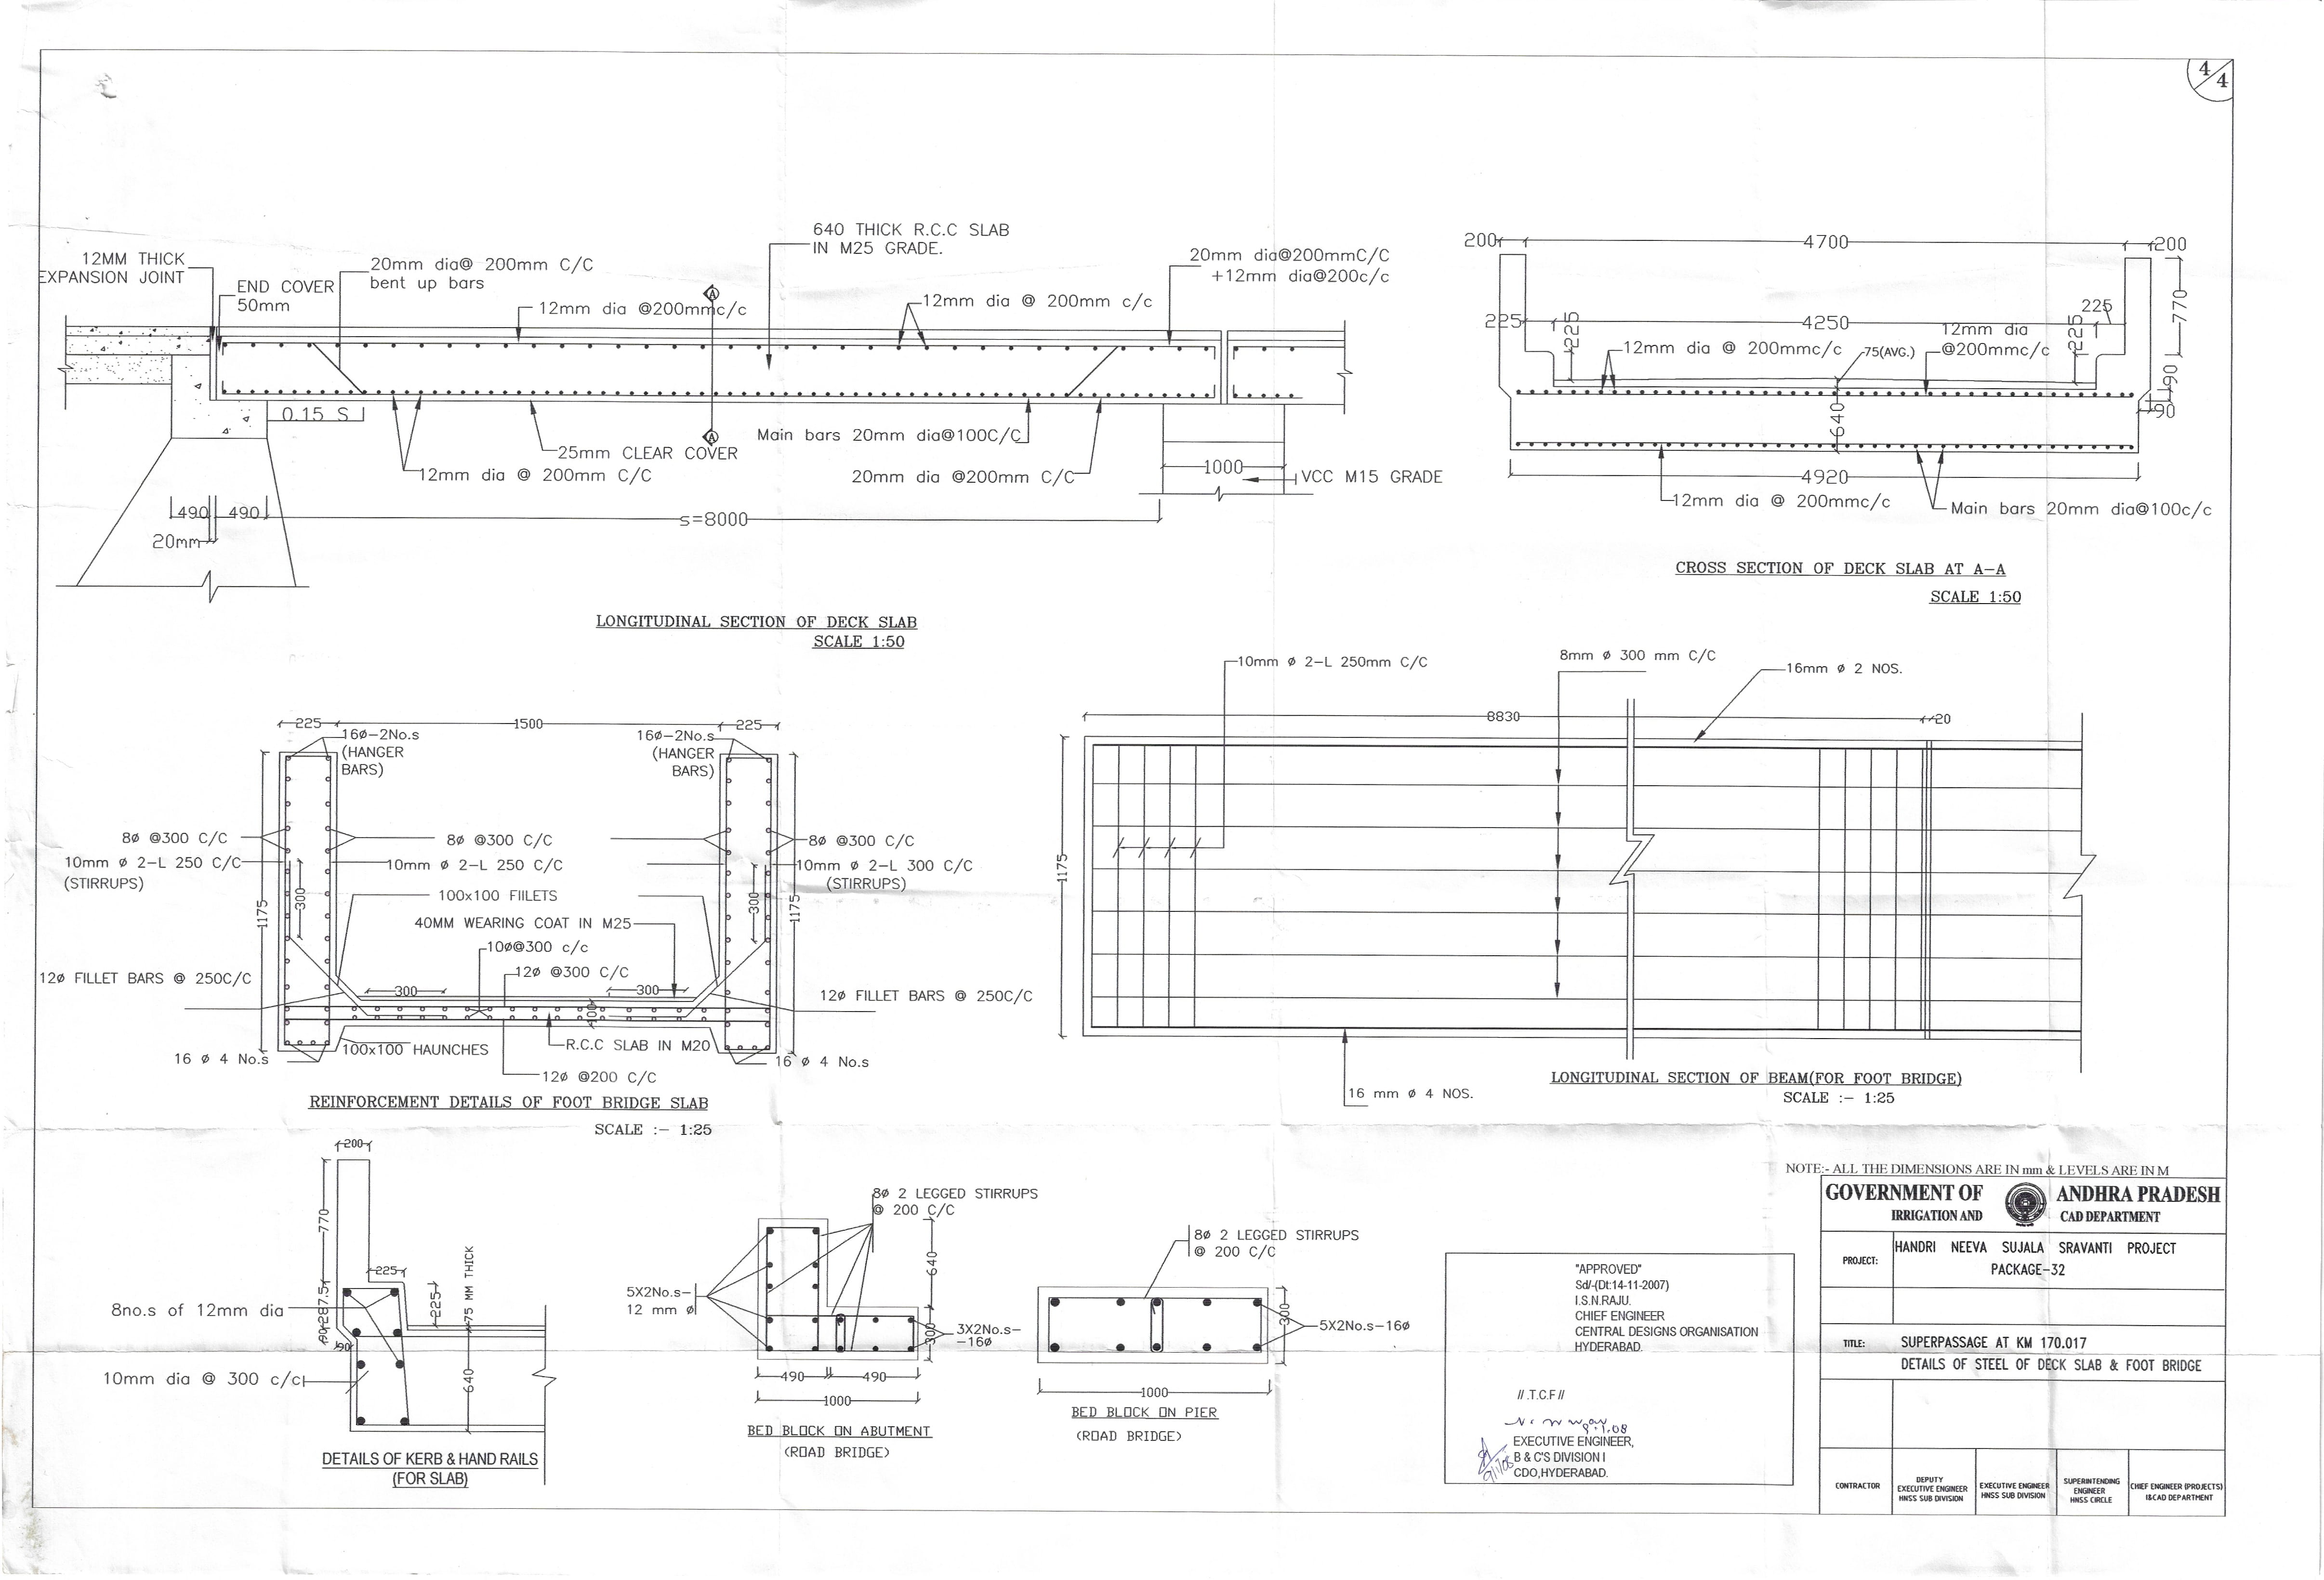 4/4
640 THICK R.C.C SLAB
IN M25 GRADE.
12MM THICK
EXPANSION JOINT
END COVER
50mm
20mm dia@ 200mm C/C
bent up bars
12mm dia @200mmc/c
A
12mm dia @ 200mm c/c
20mm dia@200mmC/C
+12mm dia@200c/c
0.15 S
12mm dia @ 200mm C/C
25mm CLEAR COVER
A
Main bars 20mm dia@100C/C
20mm dia @200mm C/C
1000
VCC M15 GRADE
490
490
20mm
s=8000
LONGITUDINAL SECTION OF DECK SLAB
SCALE 1:50
200
4700
200
770
225
225
4250
225
225
12mm dia
@200mmc/c
12mm dia @ 200mmc/c
75(AVG.)
90
90
640
4920
12mm dia @ 200mmc/c
Main bars 20mm dia@100c/c
CROSS SECTION OF DECK SLAB AT A-A
SCALE 1:50
225
1500
225
16ø-2No.s
(HANGER
BARS)
16ø-2No.s
(HANGER
BARS)
8ø @300 C/C
8ø @300 C/C
8ø @300 C/C
10mm ø 2-L 250 C/C
(STIRRUPS)
10mm ø 2-L 250 C/C
10mm ø 2-L 300 C/C
(STIRRUPS)
1175
300
300
1175
100x100 FIILETS
40MM WEARING COAT IN M25
10ø@300 c/c
12ø @300 C/C
12ø FILLET BARS @ 250C/C
300
300
12ø FILLET BARS @ 250C/C
100
16 ø 4 No.s
100x100 HAUNCHES
R.C.C SLAB IN M20
16 ø 4 No.s
12ø @200 C/C
REINFORCEMENT DETAILS OF FOOT BRIDGE SLAB
SCALE :- 1:25
10mm ø 2-L 250mm C/C
8mm ø 300 mm C/C
16mm ø 2 NOS.
8830
20
1175
16 mm ø 4 NOS.
LONGITUDINAL SECTION OF BEAM(FOR FOOT BRIDGE)
SCALE :- 1:25
200
770
225
225
75 MM THICK
8no.s of 12mm dia
287.5
90
90
10mm dia @ 300 c/c
640
DETAILS OF KERB & HAND RAILS
(FOR SLAB)
8ø 2 LEGGED STIRRUPS
@ 200 C/C
640
5X2No.s-
12 mm ø
300
3X2No.s-
-16ø
490
490
1000
BED BLOCK ON ABUTMENT
(ROAD BRIDGE)
8ø 2 LEGGED STIRRUPS
@ 200 C/C
300
5X2No.s-16ø
1000
BED BLOCK ON PIER
(ROAD BRIDGE)
"APPROVED"
Sd/-(Dt:14-11-2007)
I.S.N.RAJU.
CHIEF ENGINEER
CENTRAL DESIGNS ORGANISATION
HYDERABAD.
// .T.C.F //
9.1.08
EXECUTIVE ENGINEER,
B & C'S DIVISION I
CDO,HYDERABAD.
9/1/08
NOTE:- ALL THE DIMENSIONS ARE IN mm & LEVELS ARE IN M
GOVERNMENT OF ANDHRA PRADESH
IRRIGATION AND CAD DEPARTMENT
PROJECT: HANDRI NEEVA SUJALA SRAVANTI PROJECT
PACKAGE-32
TITLE: SUPERPASSAGE AT KM 170.017
DETAILS OF STEEL OF DECK SLAB & FOOT BRIDGE
CONTRACTOR
DEPUTY
EXECUTIVE ENGINEER
HNSS SUB DIVISION
EXECUTIVE ENGINEER
HNSS SUB DIVISION
SUPERINTENDING
ENGINEER
HNSS CIRCLE
CHIEF ENGINEER (PROJECTS)
I&CAD DEPARTMENT